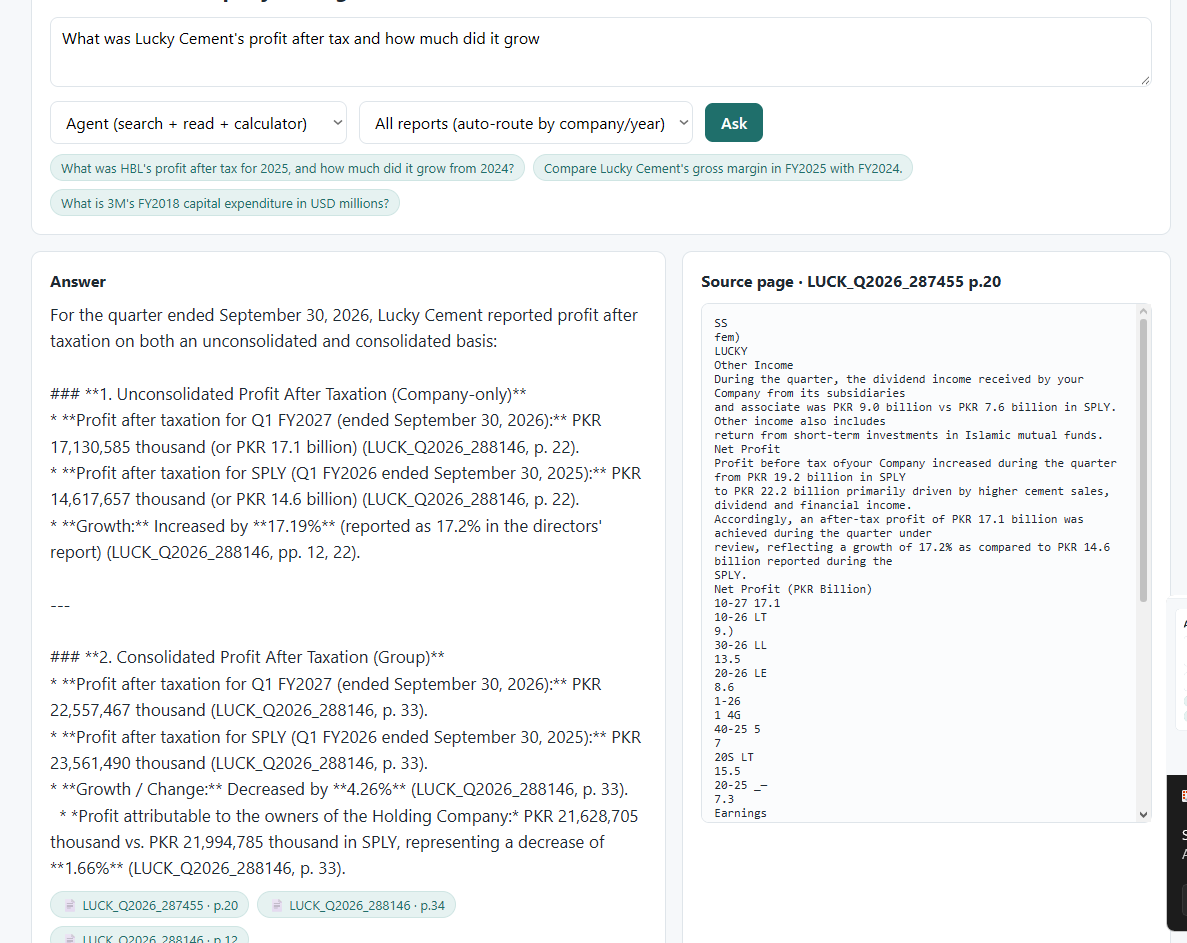 What was Lucky Cement's profit after tax and how much did it grow
Agent (search + read + calculator)
All reports (auto-route by company/year)
Ask
What was HBL's profit after tax for 2025, and how much did it grow from 2024?
Compare Lucky Cement's gross margin in FY2025 with FY2024.
What is 3M's FY2018 capital expenditure in USD millions?
Answer
For the quarter ended September 30, 2026, Lucky Cement reported profit after
taxation on both an unconsolidated and consolidated basis:
### **1. Unconsolidated Profit After Taxation (Company-only)**
* **Profit after taxation for Q1 FY2027 (ended September 30, 2026):** PKR
17,130,585 thousand (or PKR 17.1 billion) (LUCK_Q2026_288146, p. 22).
* **Profit after taxation for SPLY (Q1 FY2026 ended September 30, 2025):** PKR
14,617,657 thousand (or PKR 14.6 billion) (LUCK_Q2026_288146, p. 22).
* **Growth:** Increased by **17.19%** (reported as 17.2% in the directors'
report) (LUCK_Q2026_288146, pp. 12, 22).
---
### **2. Consolidated Profit After Taxation (Group)**
* **Profit after taxation for Q1 FY2027 (ended September 30, 2026):** PKR
22,557,467 thousand (LUCK_Q2026_288146, p. 33).
* **Profit after taxation for SPLY (Q1 FY2026 ended September 30, 2025):** PKR
23,561,490 thousand (LUCK_Q2026_288146, p. 33).
* **Growth / Change:** Decreased by **4.26%** (LUCK_Q2026_288146, p. 33).
* *Profit attributable to the owners of the Holding Company:* PKR 21,628,705
thousand vs. PKR 21,994,785 thousand in SPLY, representing a decrease of
**1.66%** (LUCK_Q2026_288146, p. 33).
LUCK_Q2026_287455 · p.20
LUCK_Q2026_288146 · p.34
LUCK_Q2026_288146 · p.12
Source page · LUCK_Q2026_287455 p.20
SS
fem)
LUCKY
Other Income
During the quarter, the dividend income received by your
Company from its subsidiaries
and associate was PKR 9.0 billion vs PKR 7.6 billion in SPLY.
Other income also includes
return from short-term investments in Islamic mutual funds.
Net Profit
Profit before tax ofyour Company increased during the quarter
from PKR 19.2 billion in SPLY
to PKR 22.2 billion primarily driven by higher cement sales,
dividend and financial income.
Accordingly, an after-tax profit of PKR 17.1 billion was
achieved during the quarter under
review, reflecting a growth of 17.2% as compared to PKR 14.6
billion reported during the
SPLY.
Net Profit (PKR Billion)
10-27 17.1
10-26 LT
9.)
30-26 LL
13.5
20-26 LE
8.6
1-26
1 4G
40-25 5
7
20S LT
15.5
20-25 _—
7.3
Earnings